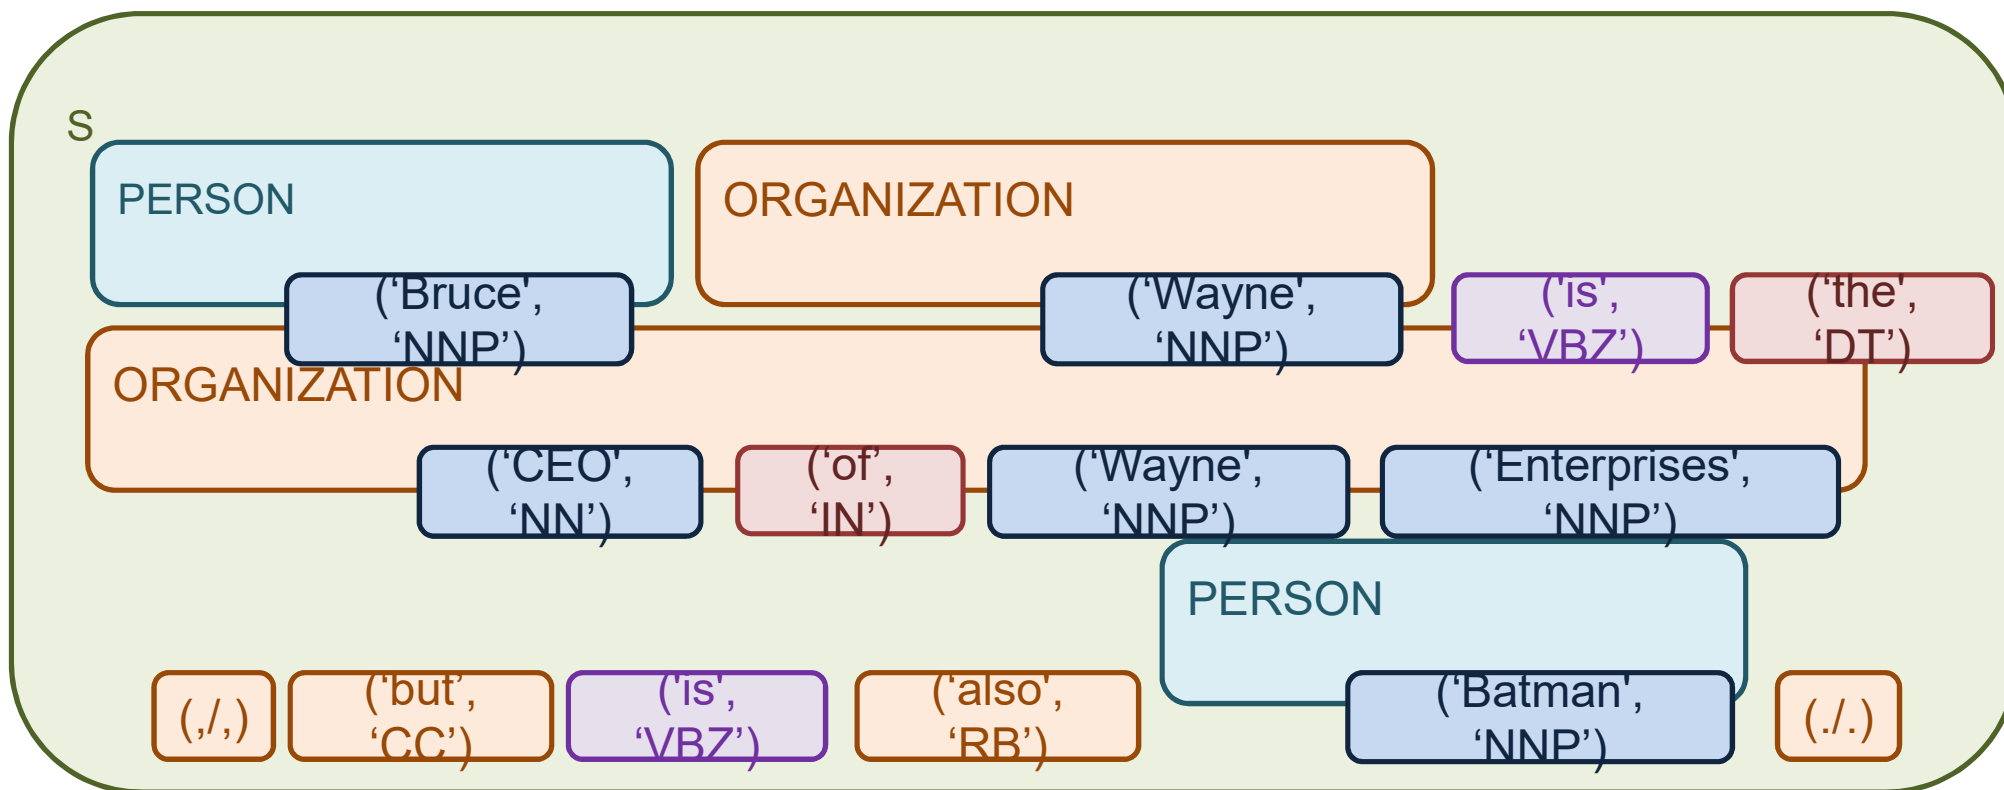 S
PERSON
ORGANIZATION
(‘Bruce',
‘NNP’)
(‘Wayne',
‘NNP’)
('is',
‘VBZ’)
(‘the',
‘DT’)
ORGANIZATION
(‘CEO',
‘NN’)
(‘of’,
‘IN’)
(‘Wayne',
‘NNP’)
(‘Enterprises',
‘NNP’)
PERSON
(,/,)
(‘but’,
‘CC’)
('is',
‘VBZ’)
(‘also',
‘RB’)
(‘Batman',
‘NNP’)
(./.)